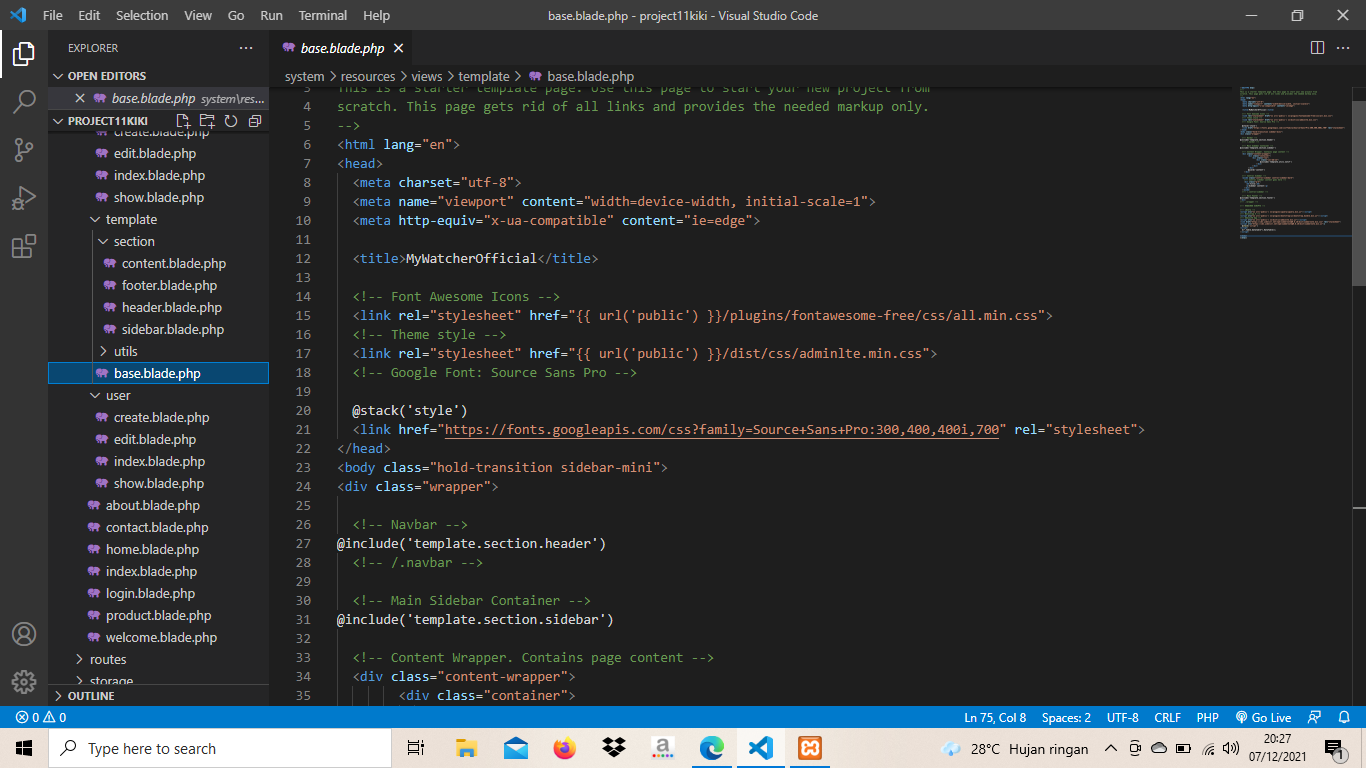 File Edit Selection View Go Run Terminal Help
base.blade.php - project11kiki - Visual Studio Code
EXPLORER
OPEN EDITORS
base.blade.php system\res...
PROJECT11KIKI
create.blade.php
edit.blade.php
index.blade.php
show.blade.php
template
section
content.blade.php
footer.blade.php
header.blade.php
sidebar.blade.php
utils
base.blade.php
user
create.blade.php
edit.blade.php
index.blade.php
show.blade.php
about.blade.php
contact.blade.php
home.blade.php
index.blade.php
login.blade.php
product.blade.php
welcome.blade.php
routes
storage
OUTLINE
base.blade.php
system > resources > views > template > base.blade.php
3 This is a starter template page. Use this page to start your new project from
4 scratch. This page gets rid of all links and provides the needed markup only.
5 -->
6 <html lang="en">
7 <head>
8 <meta charset="utf-8">
9 <meta name="viewport" content="width=device-width, initial-scale=1">
10 <meta http-equiv="x-ua-compatible" content="ie=edge">
11
12 <title>MyWatcherOfficial</title>
13
14 <!-- Font Awesome Icons -->
15 <link rel="stylesheet" href="{{ url('public') }}/plugins/fontawesome-free/css/all.min.css">
16 <!-- Theme style -->
17 <link rel="stylesheet" href="{{ url('public') }}/dist/css/adminlte.min.css">
18 <!-- Google Font: Source Sans Pro -->
19
20 @stack('style')
21 <link href="https://fonts.googleapis.com/css?family=Source+Sans+Pro:300,400,400i,700" rel="stylesheet">
22 </head>
23 <body class="hold-transition sidebar-mini">
24 <div class="wrapper">
25
26 <!-- Navbar -->
27 @include('template.section.header')
28 <!-- /.navbar -->
29
30 <!-- Main Sidebar Container -->
31 @include('template.section.sidebar')
32
33 <!-- Content Wrapper. Contains page content -->
34 <div class="content-wrapper">
35 <div class="container">
0 0
Ln 75, Col 8 Spaces: 2 UTF-8 CRLF PHP Go Live
Type here to search
a
28°C Hujan ringan
20:27
07/12/2021
1